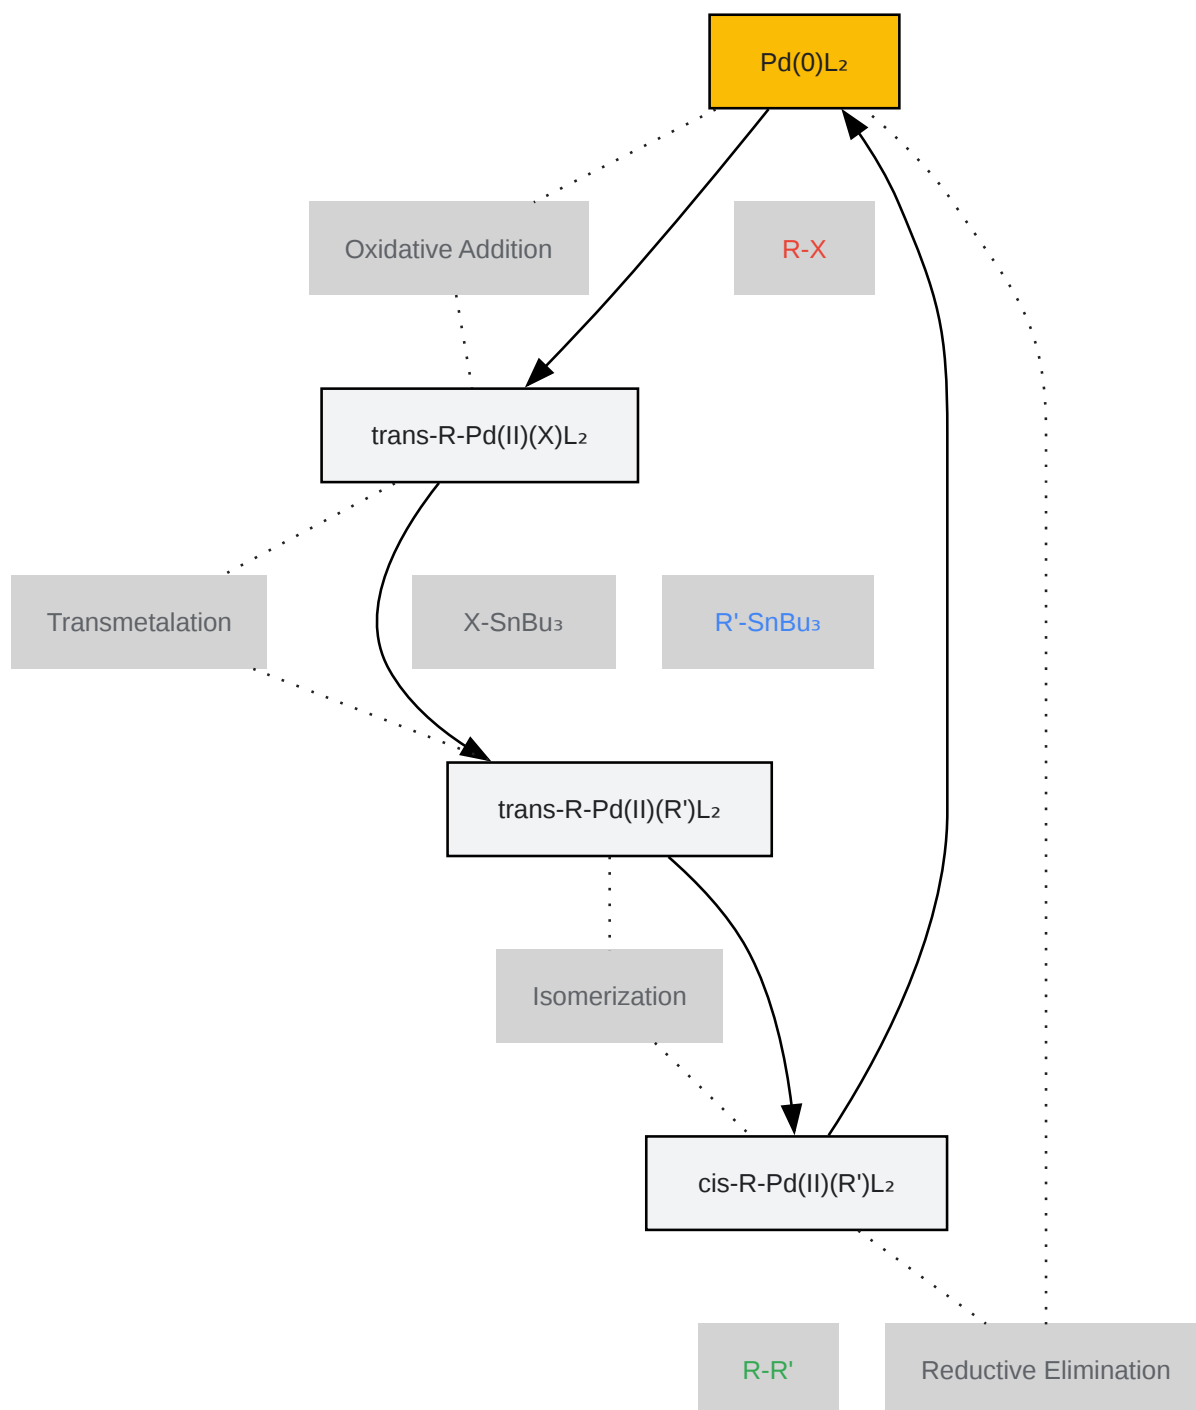 Pd(0)L₂
Oxidative Addition
R-X
trans-R-Pd(II)(X)L₂
Transmetalation
X-SnBu₃
R'-SnBu₃
trans-R-Pd(II)(R')L₂
Isomerization
cis-R-Pd(II)(R')L₂
R-R'
Reductive Elimination